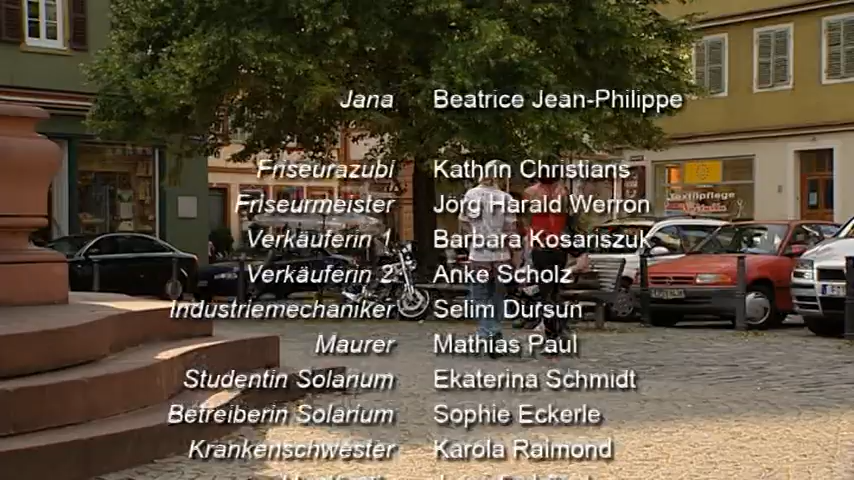 Jana Beatrice Jean-Philippe
Friseurazubi Kathrin Christians
Friseurmeister Jörg Harald Werron
Verkäuferin 1 Barbara Kosariszuk
Verkäuferin 2 Anke Scholz
Industriemechaniker Selim Dursun
Maurer Mathias Paul
Studentin Solarium Ekaterina Schmidt
Betreiberin Solarium Sophie Eckerle
Krankenschwester Karola Raimond
Textilpflege